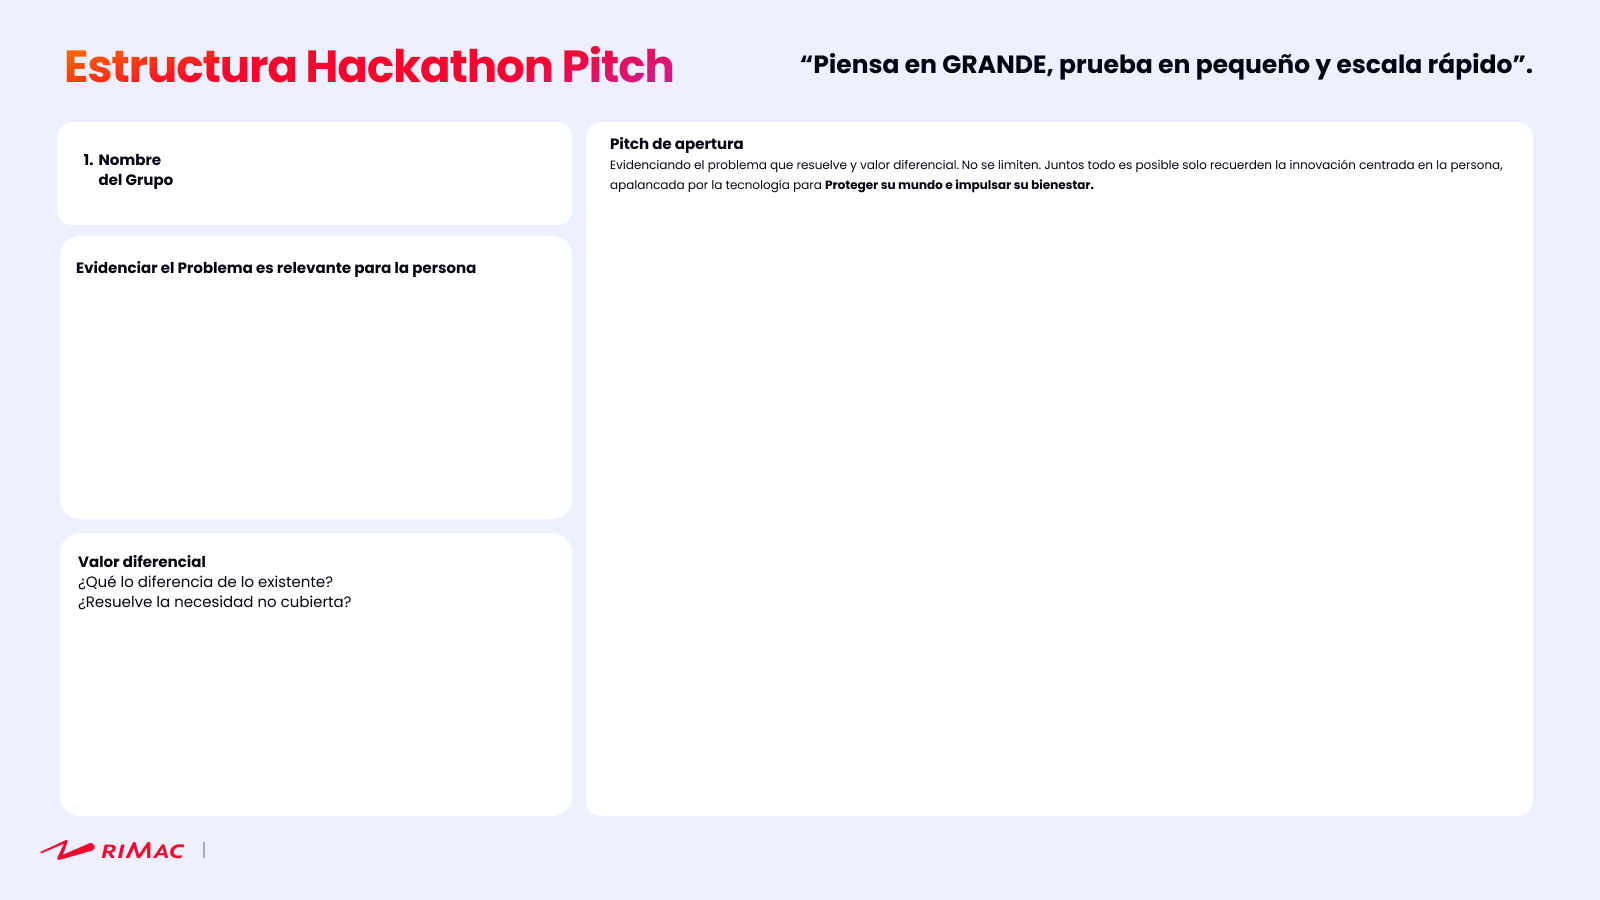 Estructura Hackathon Pitch
“Piensa en GRANDE, prueba en pequeño y escala rápido”.
1. Nombre
del Grupo
Evidenciar el Problema es relevante para la persona
Valor diferencial
¿Qué lo diferencia de lo existente?
¿Resuelve la necesidad no cubierta?
Pitch de apertura
Evidenciando el problema que resuelve y valor diferencial. No se limiten. Juntos todo es posible solo recuerden la innovación centrada en la persona,
apalancada por la tecnología para Proteger su mundo e impulsar su bienestar.
RIMAC